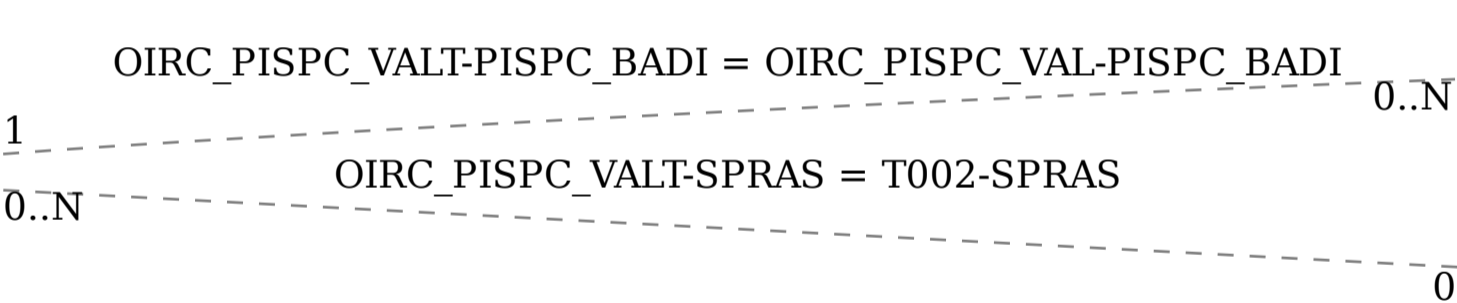 OIRC_PISPC_VALT-PISPC_BADI = OIRC_PISPC_VAL-PISPC_BADI
0..N
1
OIRC_PISPC_VALT-SPRAS = T002-SPRAS
0..N
0